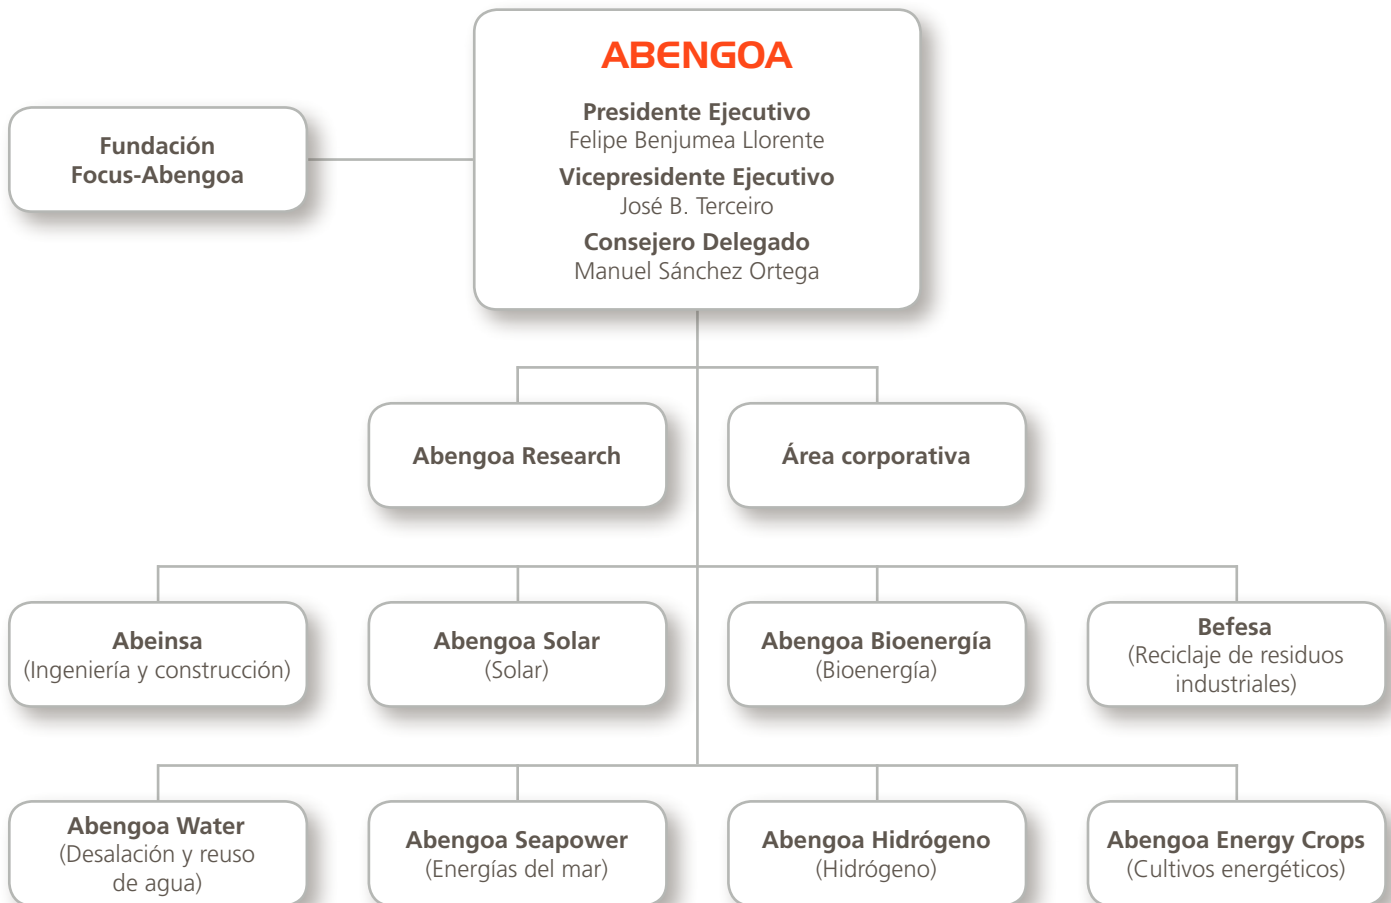 ABENGOA
Presidente Ejecutivo
Felipe Benjumea Llorente
Vicepresidente Ejecutivo
José B. Terceiro
Consejero Delegado
Manuel Sánchez Ortega
Fundación
Focus-Abengoa
Abengoa Research
Área corporativa
Abeinsa
(Ingeniería y construcción)
Abengoa Solar
(Solar)
Abengoa Bioenergía
(Bioenergía)
Befesa
(Reciclaje de residuos
industriales)
Abengoa Water
(Desalación y reuso
de agua)
Abengoa Seapower
(Energías del mar)
Abengoa Hidrógeno
(Hidrógeno)
Abengoa Energy Crops
(Cultivos energéticos)